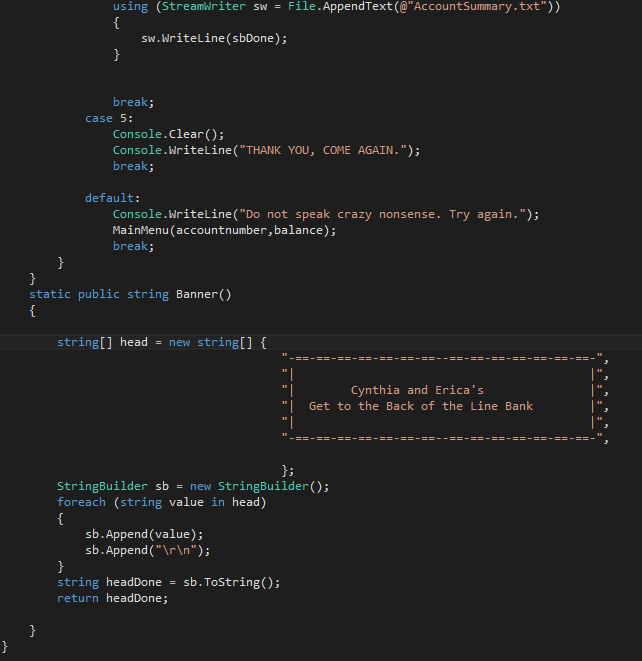 using (StreamWriter sw = File.AppendText(@"AccountSummary.txt"))
            {
                sw.WriteLine(sbDone);
            }
            break;
        case 5:
            Console.Clear();
            Console.WriteLine("THANK YOU, COME AGAIN.");
            break;
        default:
            Console.WriteLine("Do not speak crazy nonsense. Try again.");
            MainMenu(accountnumber,balance);
            break;
    }
}
static public string Banner()
{
    string[] head = new string[] {
                                    "-==-==-==-==-==-==-==--==-==-==-==-==-==-==-",
                                    "|                                          |",
                                    "|        Cynthia and Erica's               |",
                                    "|  Get to the Back of the Line Bank        |",
                                    "|                                          |",
                                    "-==-==-==-==-==-==-==--==-==-==-==-==-==-==-",
                                    };
    StringBuilder sb = new StringBuilder();
    foreach (string value in head)
    {
        sb.Append(value);
        sb.Append("\r\n");
    }
    string headDone = sb.ToString();
    return headDone;
}
}